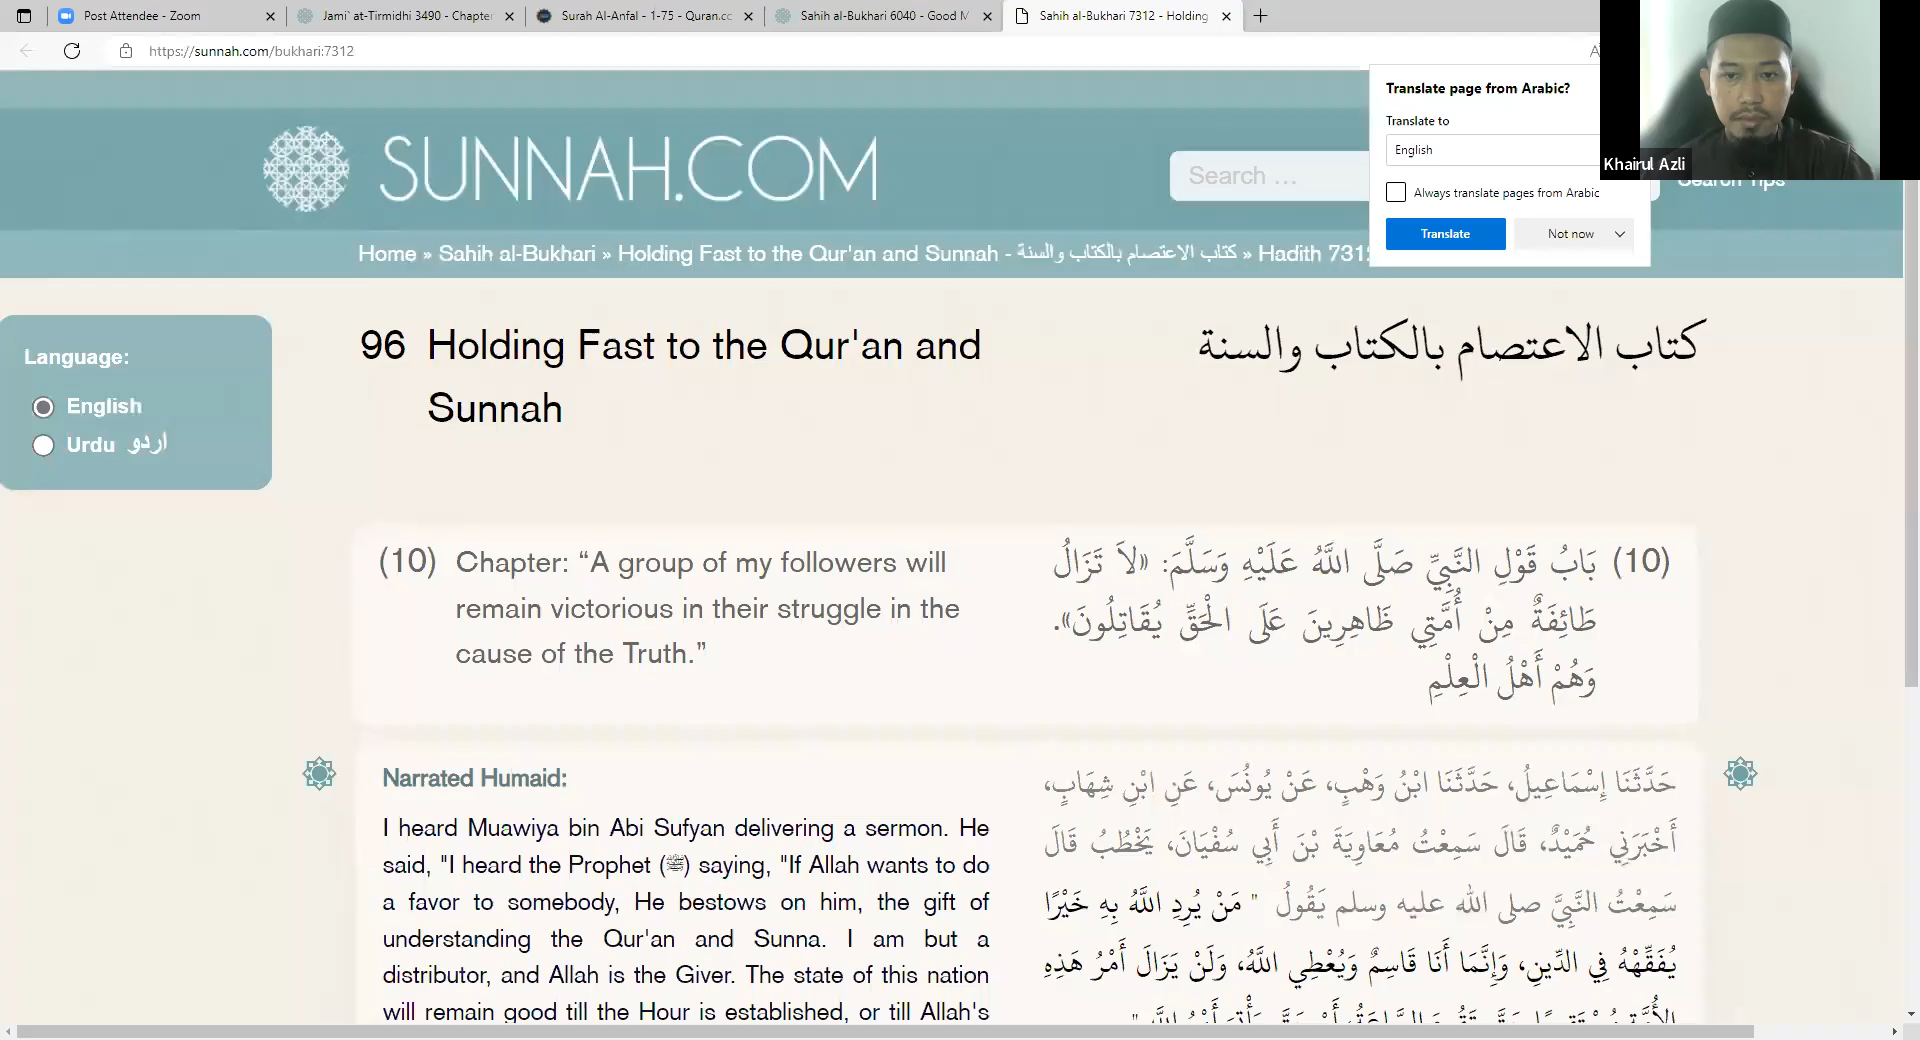 Post Attendee - Zoom
Jami` at-Tirmidhi 3490 - Chapter
Surah Al-Anfal - 1-75 - Quran.cc
Sahih al-Bukhari 6040 - Good M
Sahih al-Bukhari 7312 - Holding
https://sunnah.com/bukhari:7312
Translate page from Arabic?
Translate to
English
Khairul Azli
Always translate pages from Arabic
Translate
Not now
SUNNAH.COM
Search ...
Search Tips
Home » Sahih al-Bukhari » Holding Fast to the Qur'an and Sunnah - كتاب الاعتصام بالكتاب والسنة » Hadith 7312
Language:
English
Urdu اردو
96 Holding Fast to the Qur'an and
Sunnah
كتاب الاعتصام بالكتاب والسنة
(10) Chapter: “A group of my followers will
remain victorious in their struggle in the
cause of the Truth.”
(10) بَابُ قَوْلِ النَّبِيِّ صَلَّى اللَّهُ عَلَيْهِ وَسَلَّمَ: «لاَ تَزَالُ
طَائِفَةٌ مِنْ أُمَّتِي ظَاهِرِينَ عَلَى الْحَقِّ يُقَاتِلُونَ».
وَهُمْ أَهْلُ الْعِلْمِ
Narrated Humaid:
I heard Muawiya bin Abi Sufyan delivering a sermon. He
said, "I heard the Prophet (ﷺ) saying, "If Allah wants to do
a favor to somebody, He bestows on him, the gift of
understanding the Qur'an and Sunna. I am but a
distributor, and Allah is the Giver. The state of this nation
will remain good till the Hour is established, or till Allah's
حَدَّثَنَا إِسْمَاعِيلُ، حَدَّثَنَا ابْنُ وَهْبٍ، عَنْ يُونُسَ، عَنِ ابْنِ شِهَابٍ،
أَخْبَرَنِي حُمَيْدٌ، قَالَ سَمِعْتُ مُعَاوِيَةَ بْنَ أَبِي سُفْيَانَ، يَخْطُبُ قَالَ
سَمِعْتُ النَّبِيَّ صلى الله عليه وسلم يَقُولُ " مَنْ يُرِدِ اللَّهُ بِهِ خَيْرًا
يُفَقِّهْهُ فِي الدِّينِ، وَإِنَّمَا أَنَا قَاسِمٌ وَيُعْطِي اللَّهُ، وَلَنْ يَزَالَ أَمْرُ هَذِهِ